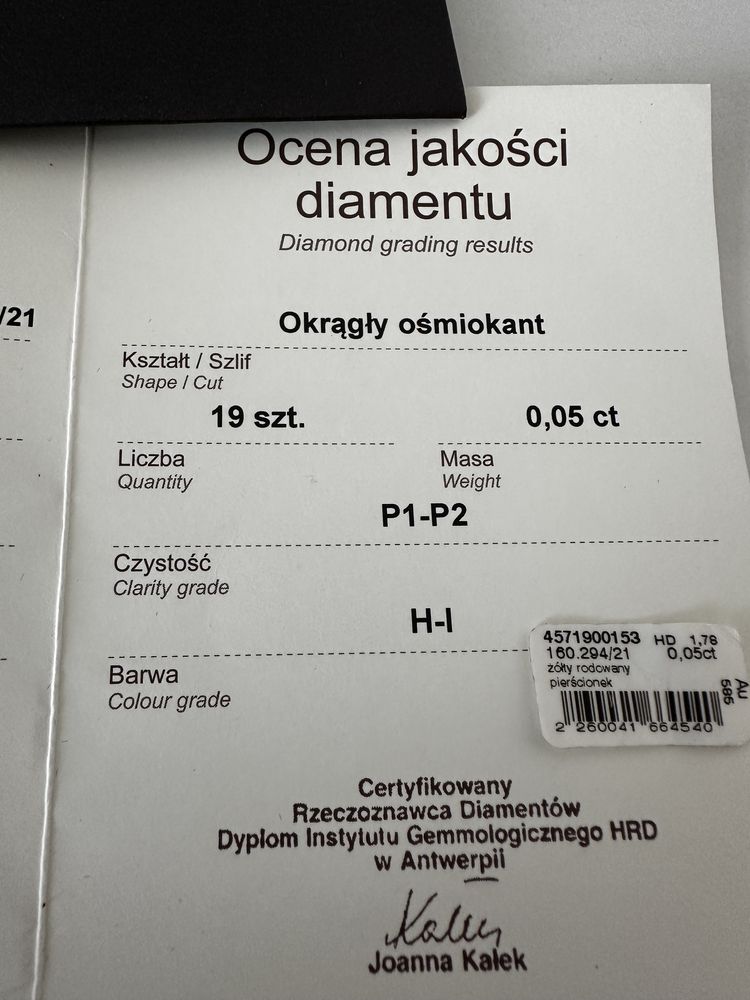 Ocena jakości
diamentu
Diamond grading results
/21
Okrągły ośmiokant
Kształt / Szlif
Shape / Cut
19 szt.
0,05 ct
Liczba
Quantity
Masa
Weight
P1-P2
Czystość
Clarity grade
H-I
Barwa
Colour grade
4571900153 HD 1,78
160.294/21 0,05ct
żółty rodowany
pierścionek
Au
585
2 260041 664540
Certyfikowany
Rzeczoznawca Diamentów
Dyplom Instytutu Gemmologicznego HRD
w Antwerpii
Kałek
Joanna Kałek